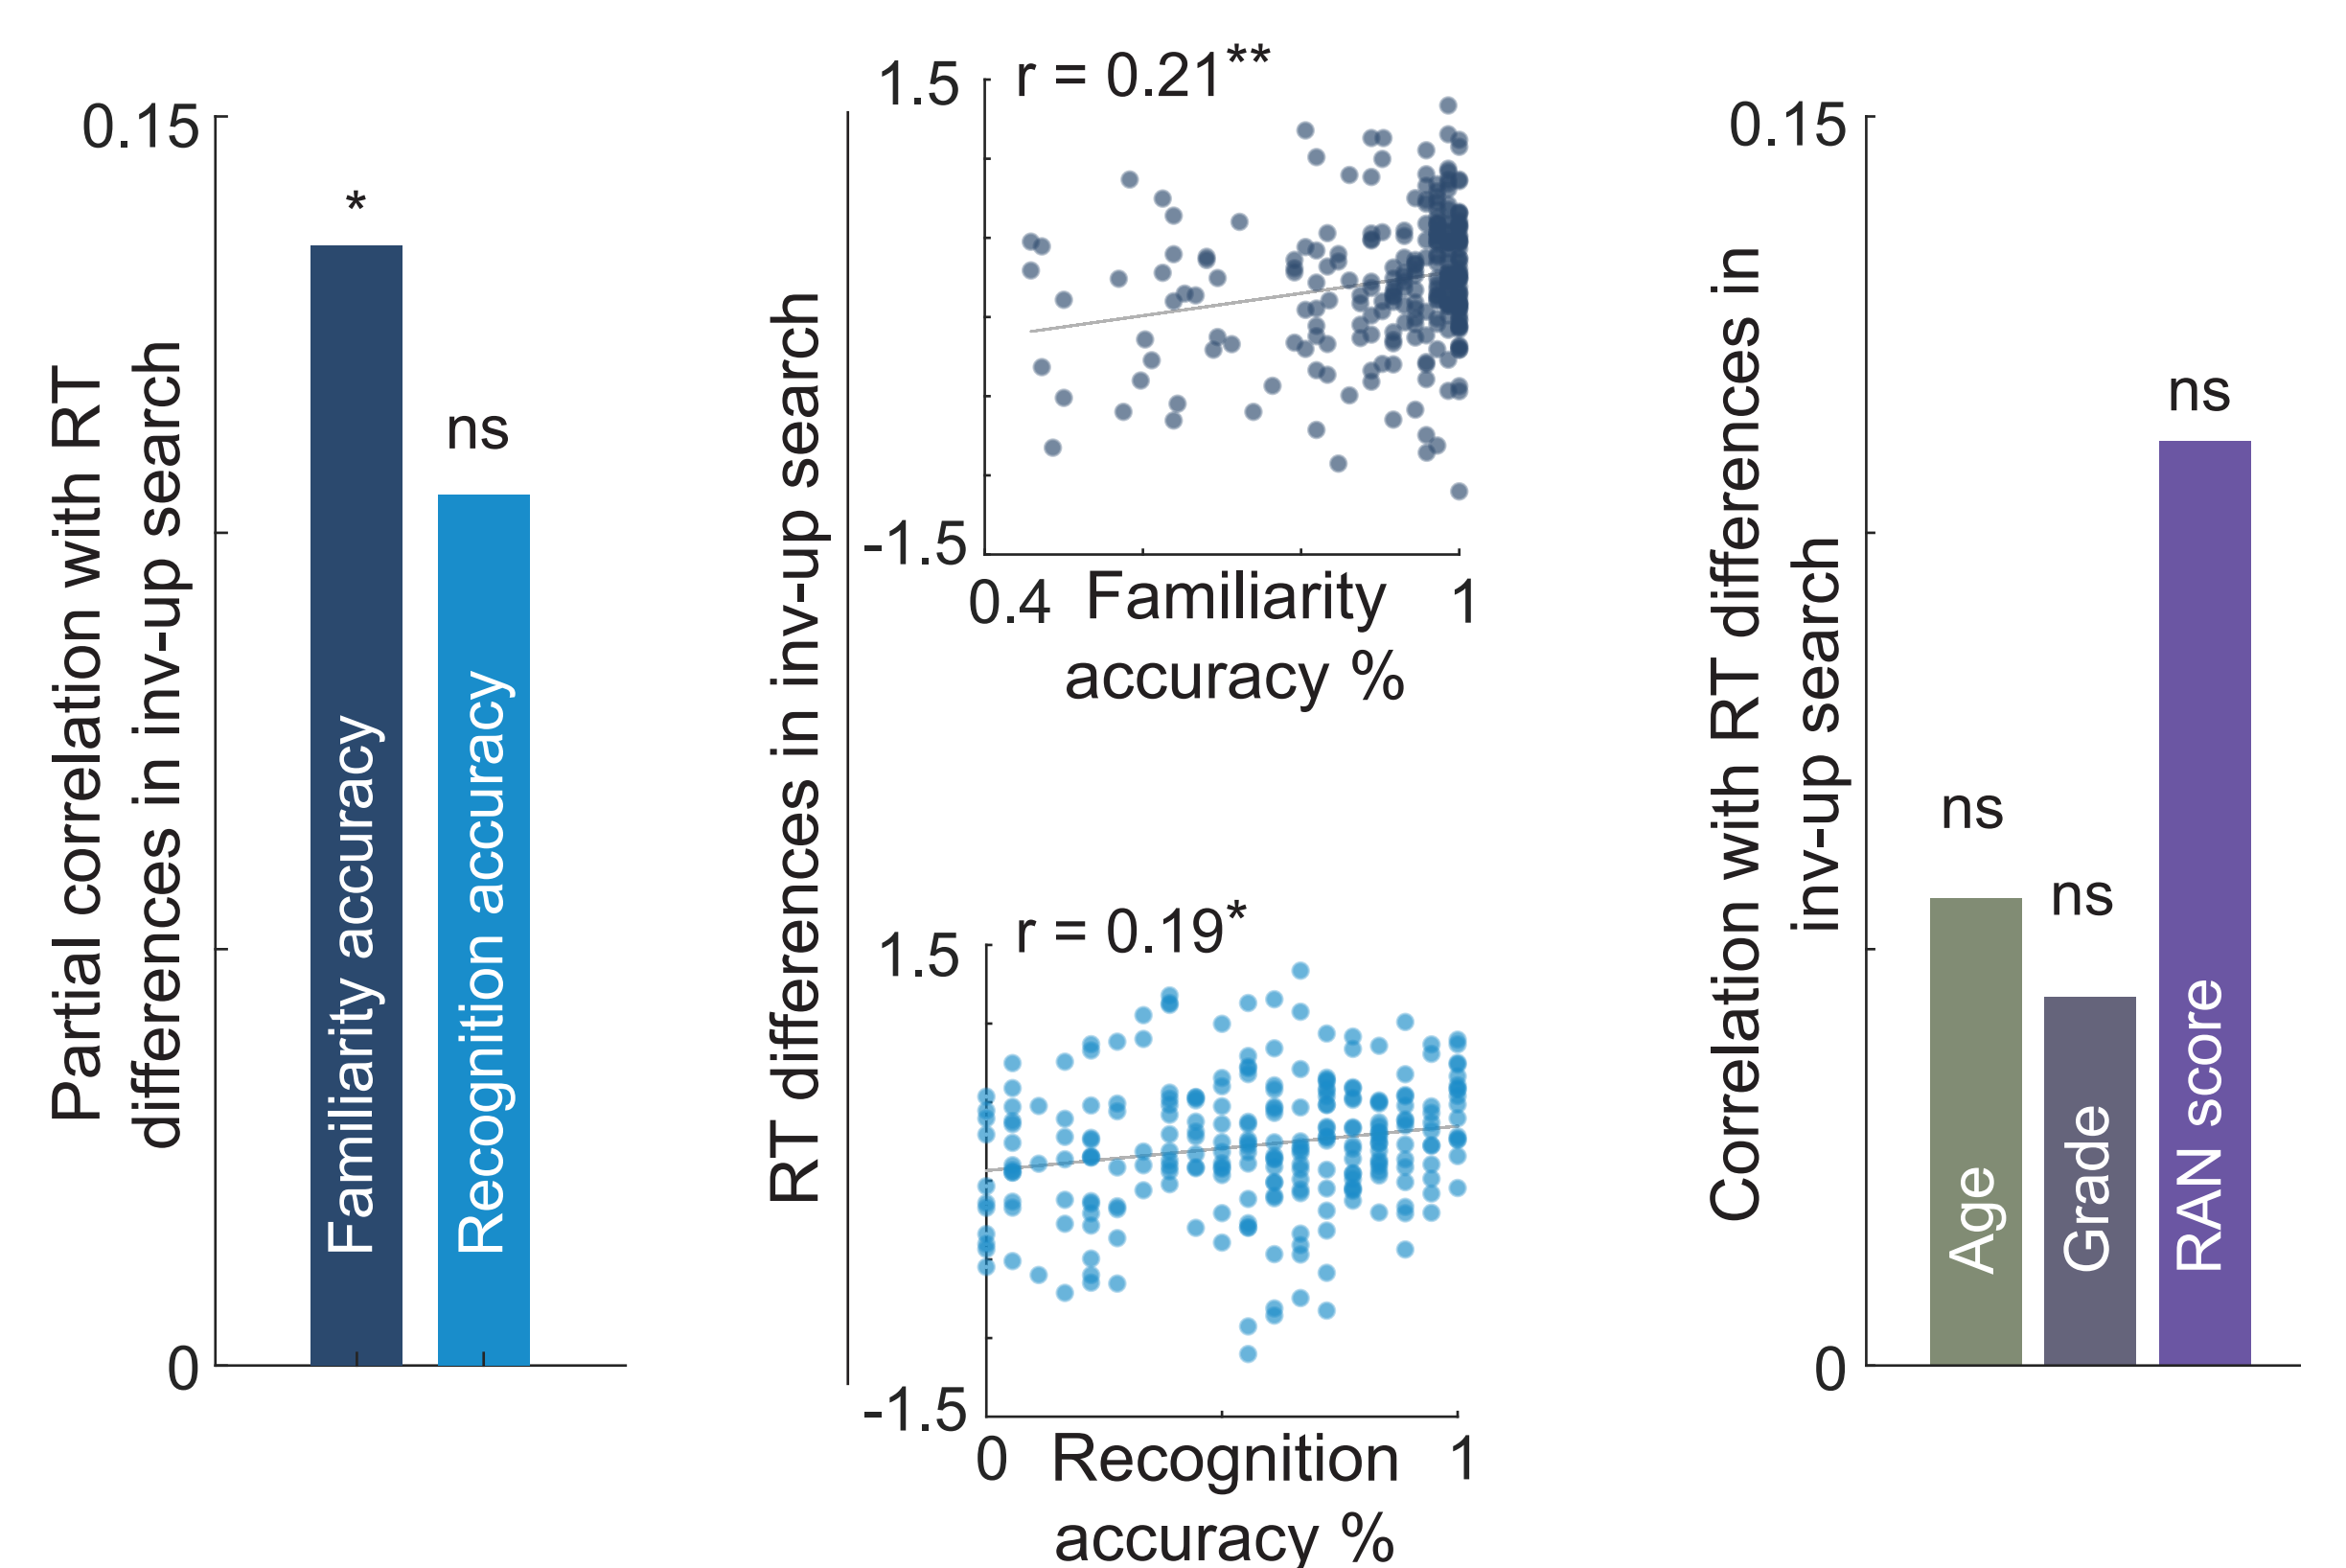 Partial correlation with RT
differences in inv-up search
0.15
0
*
ns
Familiarity accuracy
Recognition accuracy
RT differences in inv-up search
r = 0.21**
1.5
-1.5
0.4
1
Familiarity
accuracy %
r = 0.19*
1.5
-1.5
0
1
Recognition
accuracy %
Correlation with RT differences in
inv-up search
0.15
0
ns
ns
ns
Age
Grade
RAN score